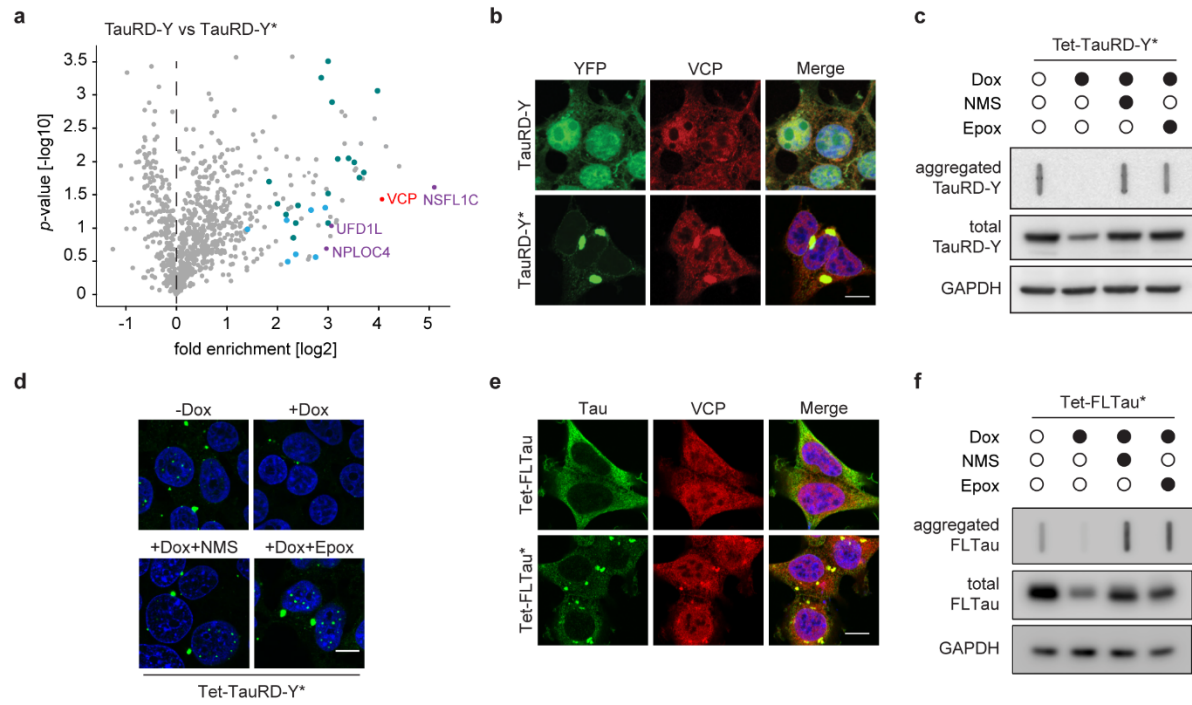 a
TauRD-Y vs TauRD-Y*
p-value [-log10]
3.5
3
2.5
2
1.5
1
0.5
0
VCP
NSFL1C
UFD1L
NPLOC4
-1 0 1 2 3 4 5
fold enrichment [log2]
b
YFP VCP Merge
TauRD-Y
TauRD-Y*
c
Tet-TauRD-Y*
Dox
NMS
Epox
aggregated
TauRD-Y
total
TauRD-Y
GAPDH
d
-Dox +Dox
+Dox+NMS +Dox+Epox
Tet-TauRD-Y*
e
Tau VCP Merge
Tet-FLTau
Tet-FLTau*
f
Tet-FLTau*
Dox
NMS
Epox
aggregated
FLTau
total
FLTau
GAPDH